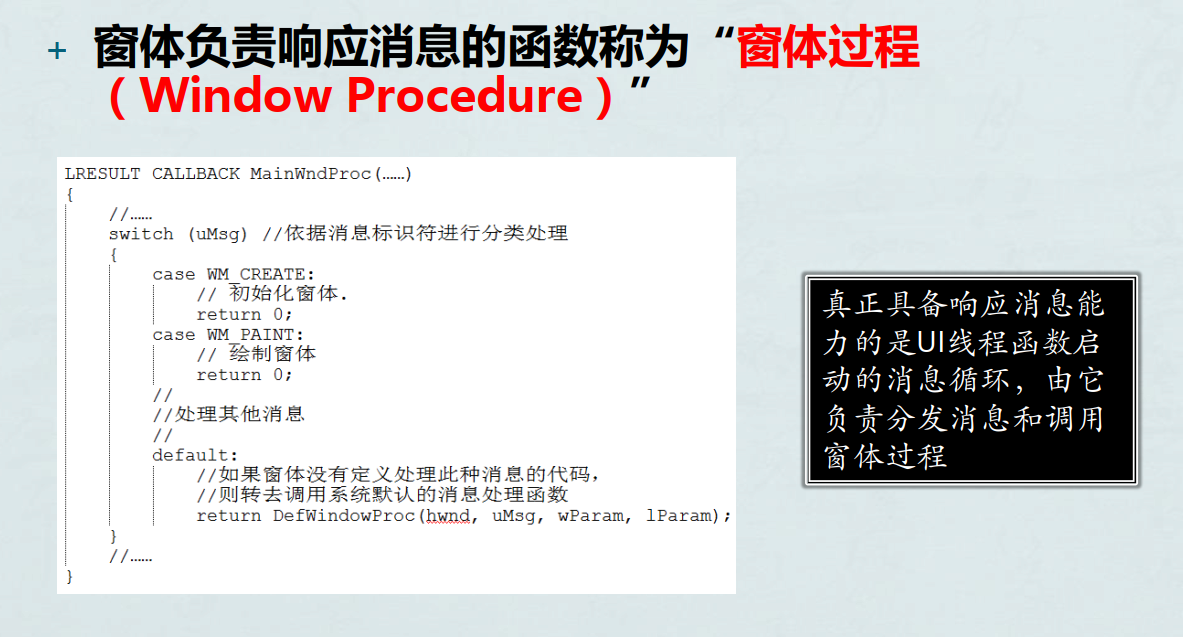 + 窗体负责响应消息的函数称为“窗体过程
（Window Procedure）”
LRESULT CALLBACK MainWndProc(……)
{
//……
switch (uMsg) //依据消息标识符进行分类处理
{
case WM_CREATE:
// 初始化窗体.
return 0;
case WM_PAINT:
// 绘制窗体
return 0;
//
//处理其他消息
//
default:
//如果窗体没有定义处理此种消息的代码，
//则转去调用系统默认的消息处理函数
return DefWindowProc(hwnd, uMsg, wParam, lParam);
}
//……
}
真正具备响应消息能
力的是UI线程函数启
动的消息循环，由它
负责分发消息和调用
窗体过程